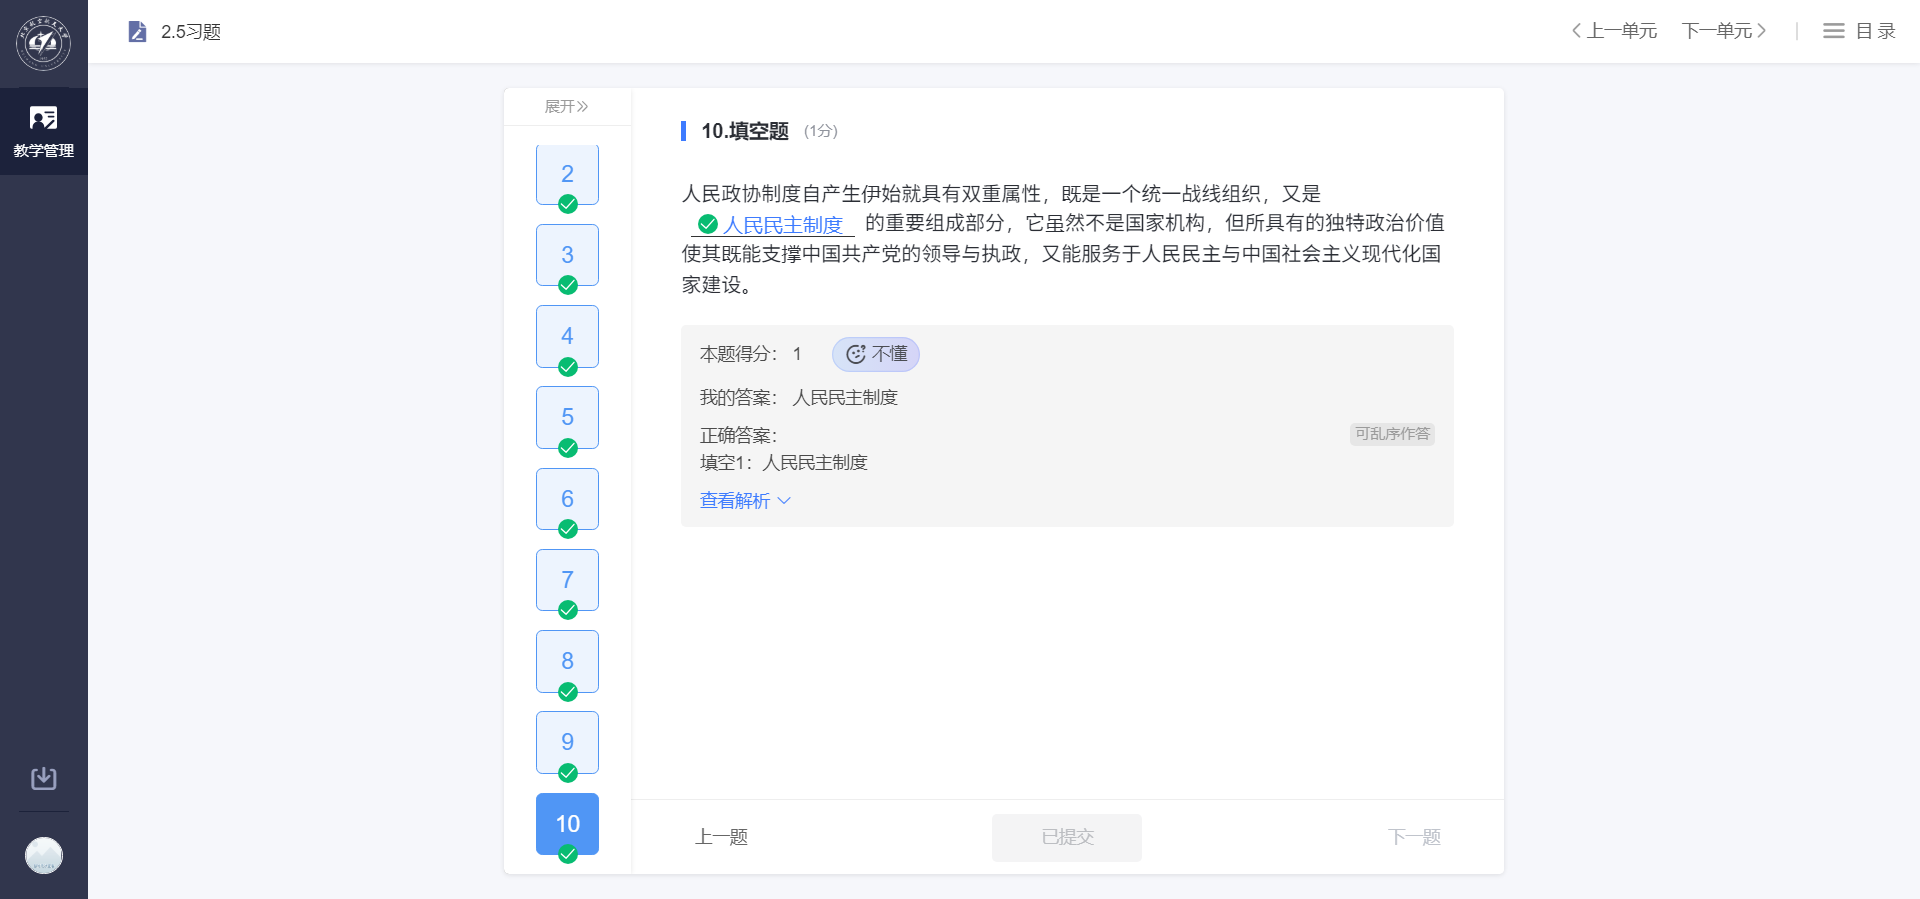 2.5习题
上一单元 下一单元 目录
教学管理
展开
2
3
4
5
6
7
8
9
10
10.填空题 (1分)
人民政协制度自产生伊始就具有双重属性，既是一个统一战线组织，又是
人民民主制度 的重要组成部分，它虽然不是国家机构，但所具有的独特政治价值
使其既能支撑中国共产党的领导与执政，又能服务于人民民主与中国社会主义现代化国
家建设。
本题得分： 1 不懂
我的答案： 人民民主制度
正确答案： 可乱序作答
填空1：人民民主制度
查看解析
上一题 已提交 下一题